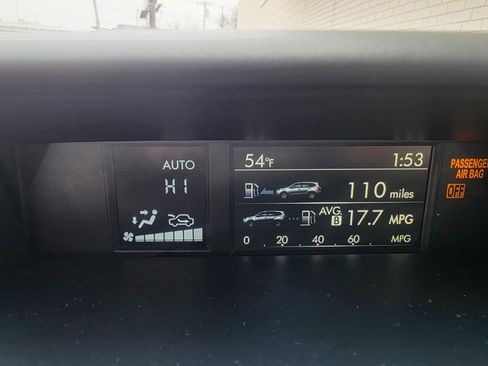 AUTO
HI
54°F 1:53
110 miles
AVG. B 17.7 MPG
0 20 40 60 MPG
PASSENGER
AIR BAG
OFF